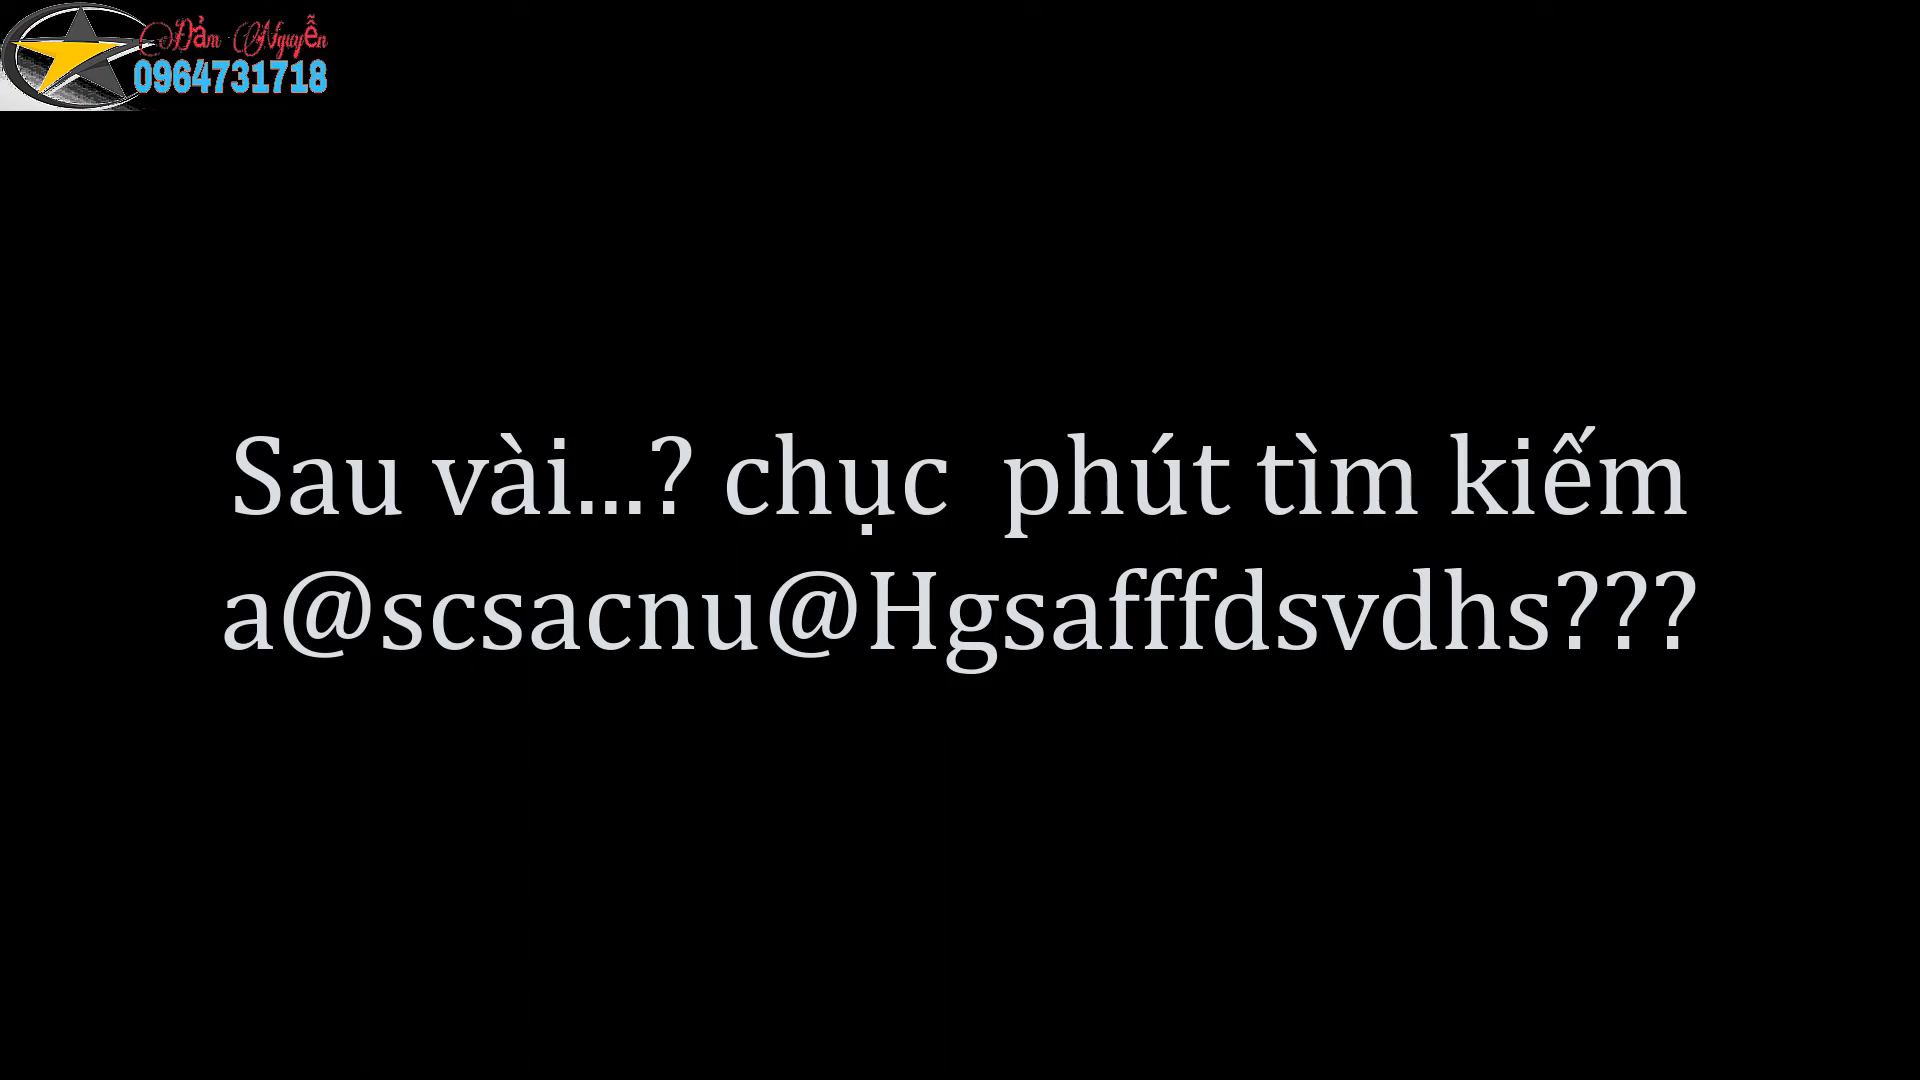 Đảm Nguyễn
0964731718
Sau vài...? chục  phút tìm kiếm
a@scsacnu@Hgsafffdsvdhs???